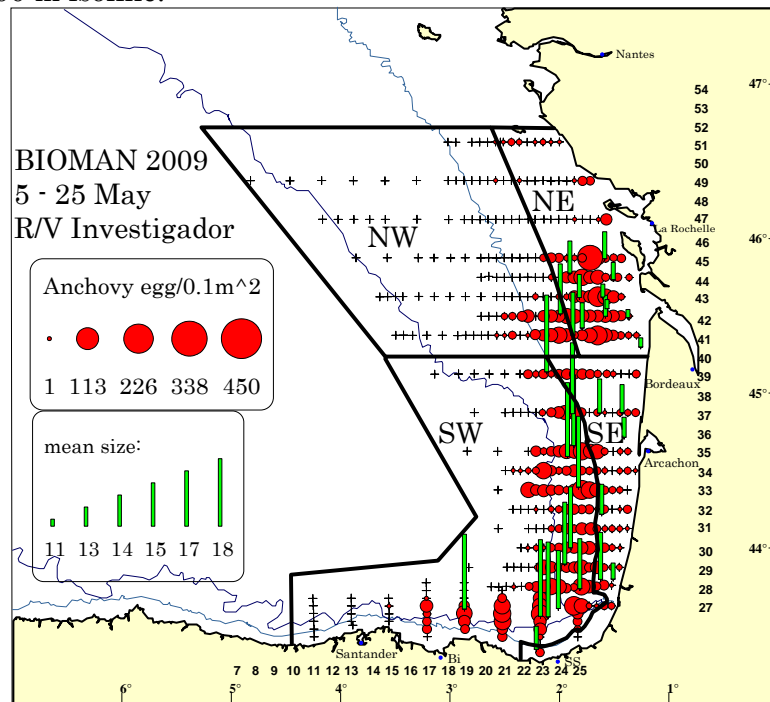 Nantes
47°
54
53
52
51
50
49
48
47
46
45
44
43
42
41
40
39
38
37
36
35
34
33
32
31
30
29
28
27
BIOMAN 2009
5 - 25 May
R/V Investigador
NE
NW
La Rochelle
46°
Anchovy egg/0.1m^2
1 113 226 338 450
Bordeaux
45°
SW
SE
mean size:
11 13 14 15 17 18
Arcachon
44°
Santander
Bi
SS
7 8 9 10 11 12 13 14 15 16 17 18 19 20 21 22 23 24 25
6° 5° 4° 3° 2° 1°